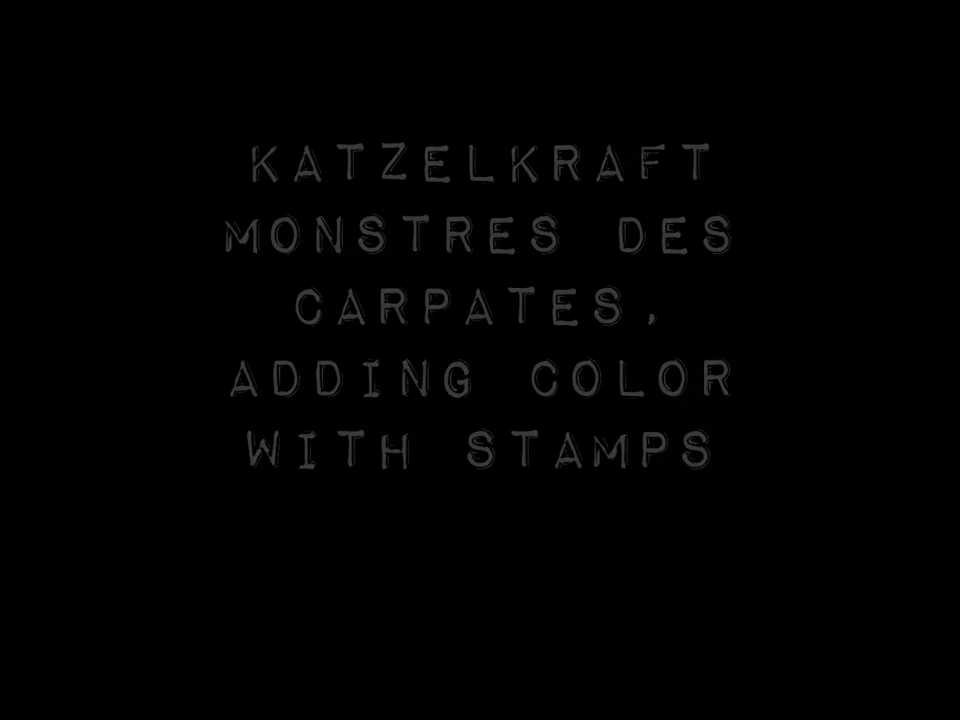 KATZELKRAFT
MONSTRES DES
CARPATES,
ADDING COLOR
WITH STAMPS